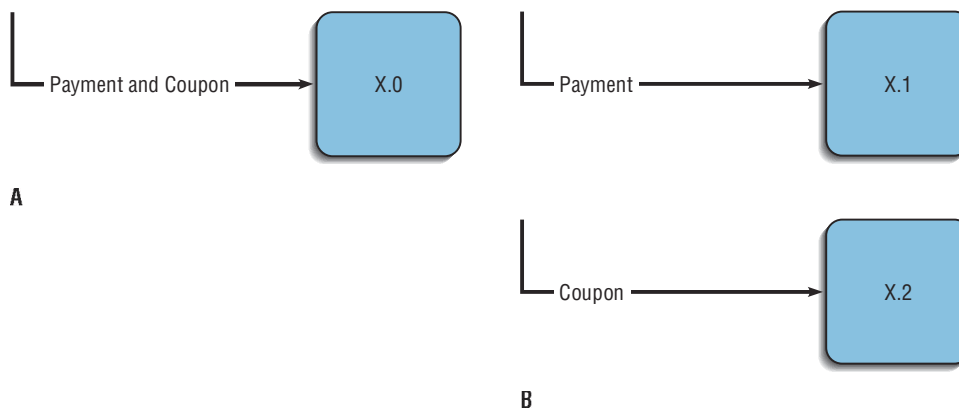 Payment and Coupon
X.0
A
Payment
X.1
Coupon
X.2
B